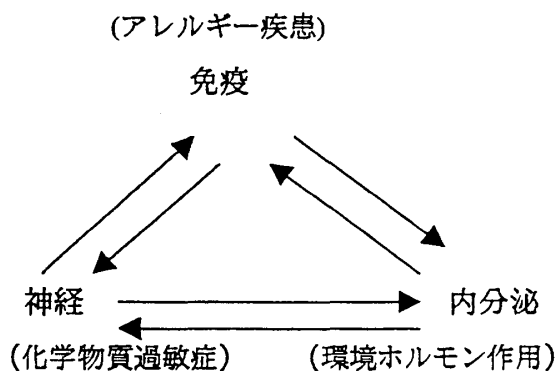 (アレルギー疾患)
免疫
神経 内分泌
(化学物質過敏症) (環境ホルモン作用)